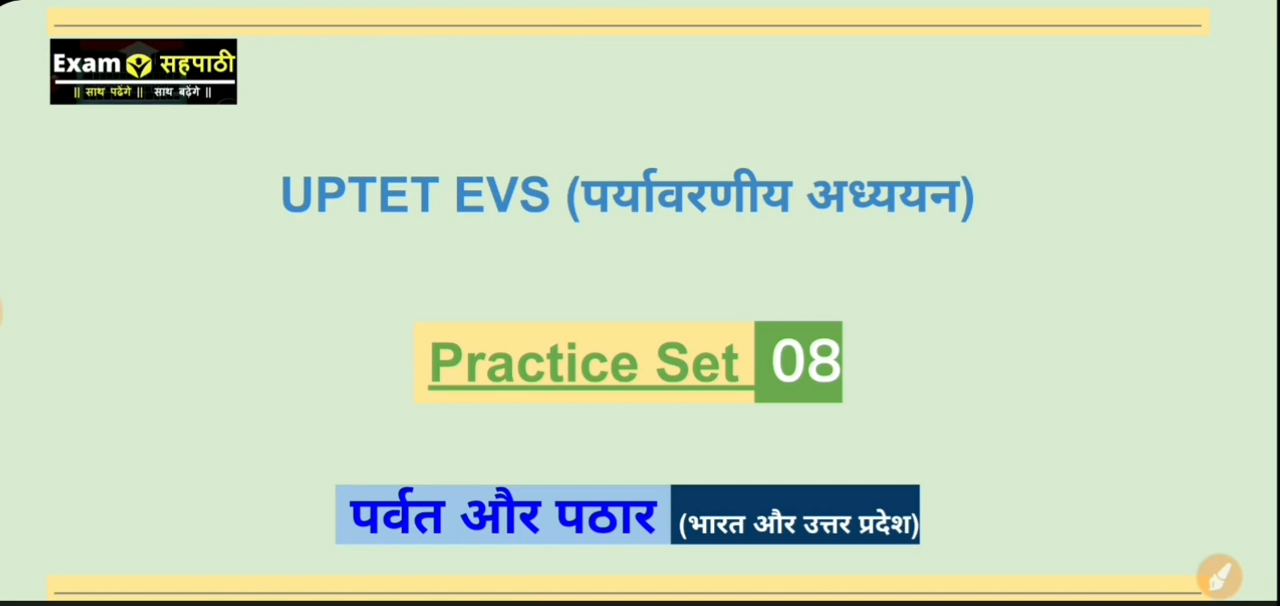 Exam सहपाठी
|| साथ पढेंगे || साथ बढ़ेंगे ||
UPTET EVS (पर्यावरणीय अध्ययन)
Practice Set 08
पर्वत और पठार (भारत और उत्तर प्रदेश)